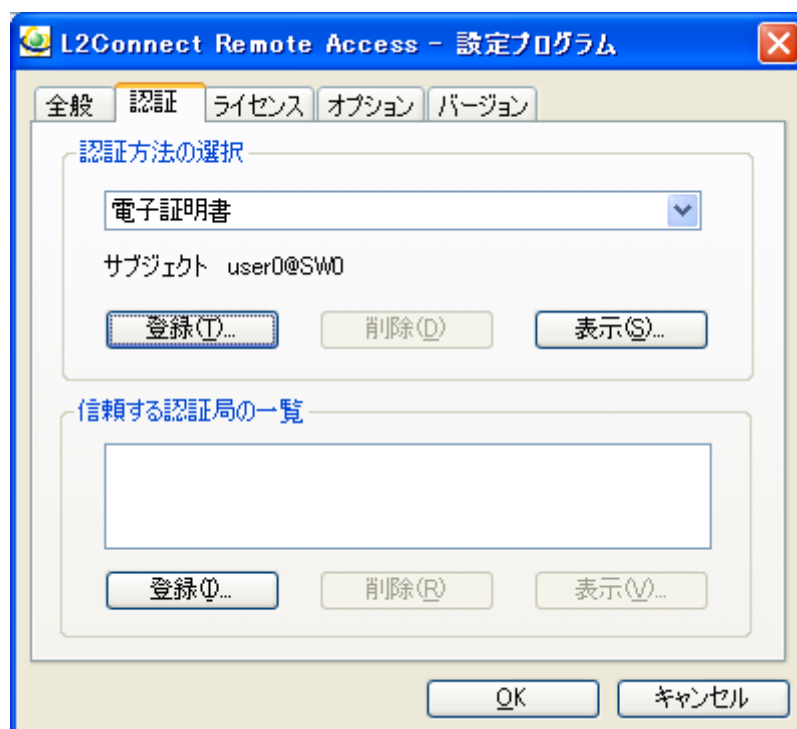 L2Connect Remote Access - 設定プログラム
全般 認証 ライセンス オプション バージョン
認証方法の選択
電子証明書
サブジェクト user0@SW0
登録(T)... 削除(D) 表示(S)...
信頼する認証局の一覧
登録(I)... 削除(R) 表示(V)...
OK キャンセル